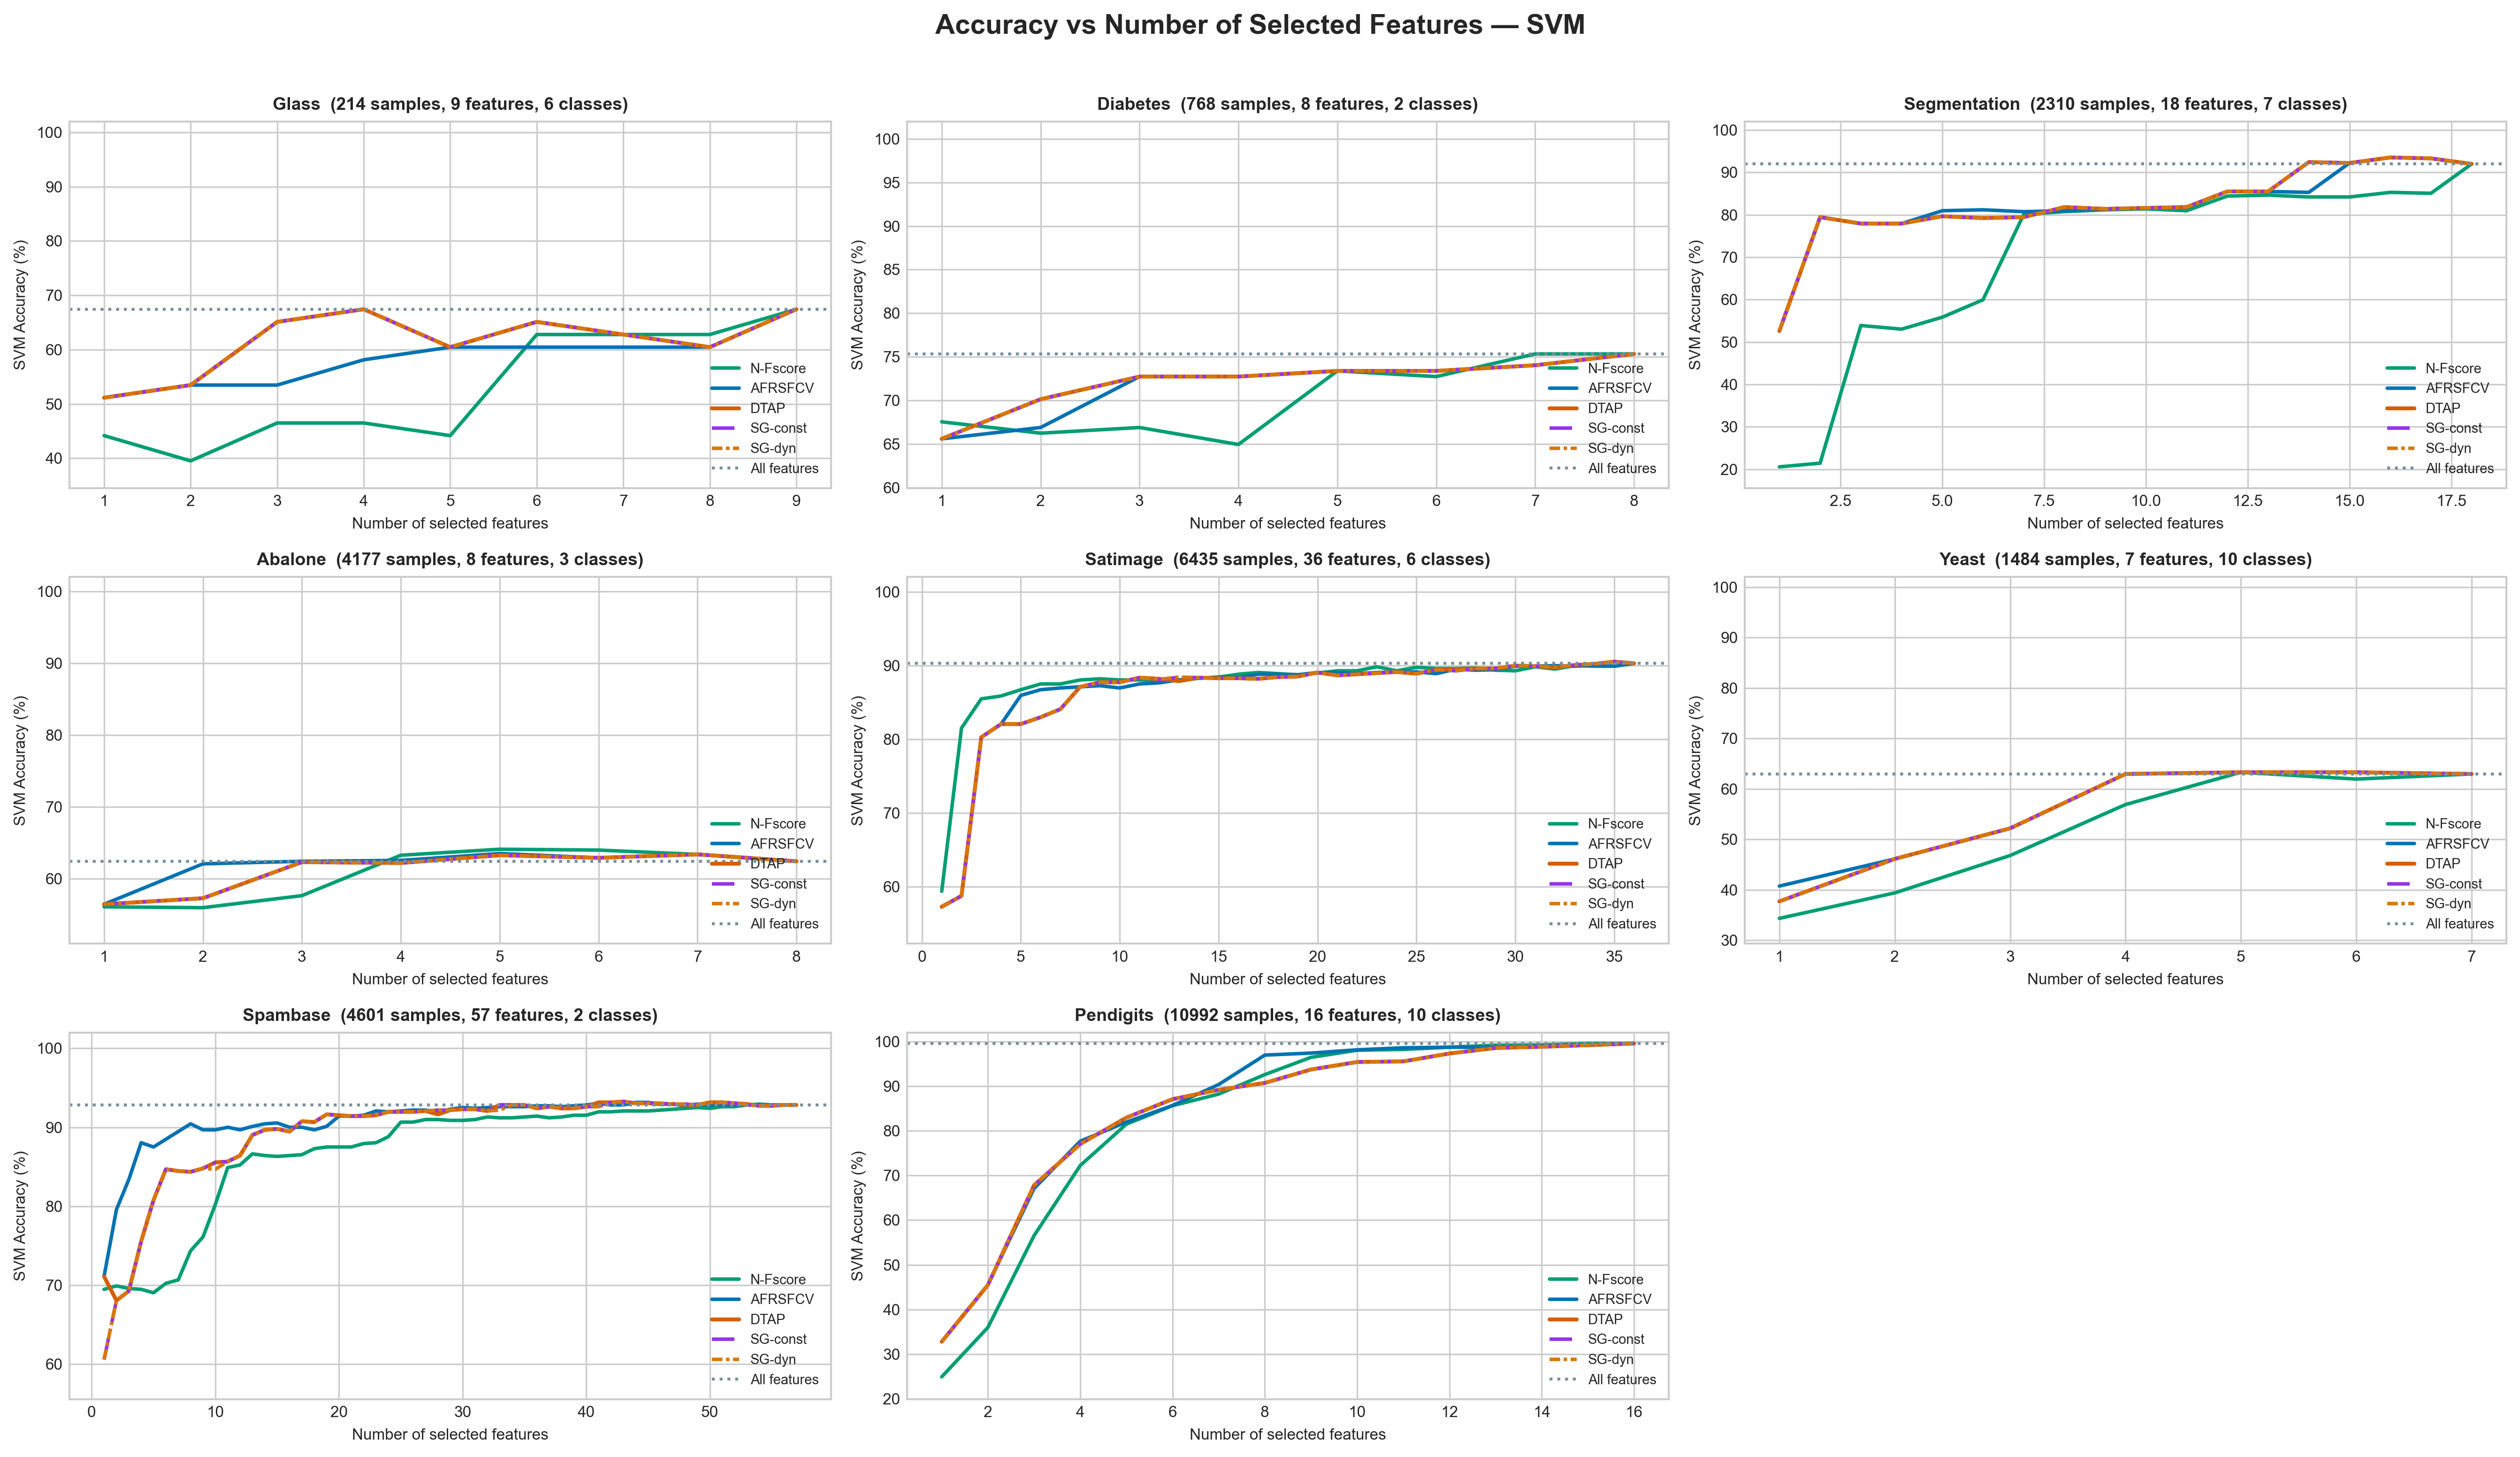 Accuracy vs Number of Selected Features — SVM
Glass  (214 samples, 9 features, 6 classes)
SVM Accuracy (%)
100
90
80
70
60
50
40
1 2 3 4 5 6 7 8 9
Number of selected features
N-Fscore
AFRSFCV
DTAP
SG-const
SG-dyn
All features
Diabetes  (768 samples, 8 features, 2 classes)
SVM Accuracy (%)
100
95
90
85
80
75
70
65
60
1 2 3 4 5 6 7 8
Number of selected features
N-Fscore
AFRSFCV
DTAP
SG-const
SG-dyn
All features
Segmentation  (2310 samples, 18 features, 7 classes)
SVM Accuracy (%)
100
90
80
70
60
50
40
30
20
2.5 5.0 7.5 10.0 12.5 15.0 17.5
Number of selected features
N-Fscore
AFRSFCV
DTAP
SG-const
SG-dyn
All features
Abalone  (4177 samples, 8 features, 3 classes)
SVM Accuracy (%)
100
90
80
70
60
1 2 3 4 5 6 7 8
Number of selected features
N-Fscore
AFRSFCV
DTAP
SG-const
SG-dyn
All features
Satimage  (6435 samples, 36 features, 6 classes)
SVM Accuracy (%)
100
90
80
70
60
0 5 10 15 20 25 30 35
Number of selected features
N-Fscore
AFRSFCV
DTAP
SG-const
SG-dyn
All features
Yeast  (1484 samples, 7 features, 10 classes)
SVM Accuracy (%)
100
90
80
70
60
50
40
30
1 2 3 4 5 6 7
Number of selected features
N-Fscore
AFRSFCV
DTAP
SG-const
SG-dyn
All features
Spambase  (4601 samples, 57 features, 2 classes)
SVM Accuracy (%)
100
90
80
70
60
0 10 20 30 40 50
Number of selected features
N-Fscore
AFRSFCV
DTAP
SG-const
SG-dyn
All features
Pendigits  (10992 samples, 16 features, 10 classes)
SVM Accuracy (%)
100
90
80
70
60
50
40
30
20
2 4 6 8 10 12 14 16
Number of selected features
N-Fscore
AFRSFCV
DTAP
SG-const
SG-dyn
All features